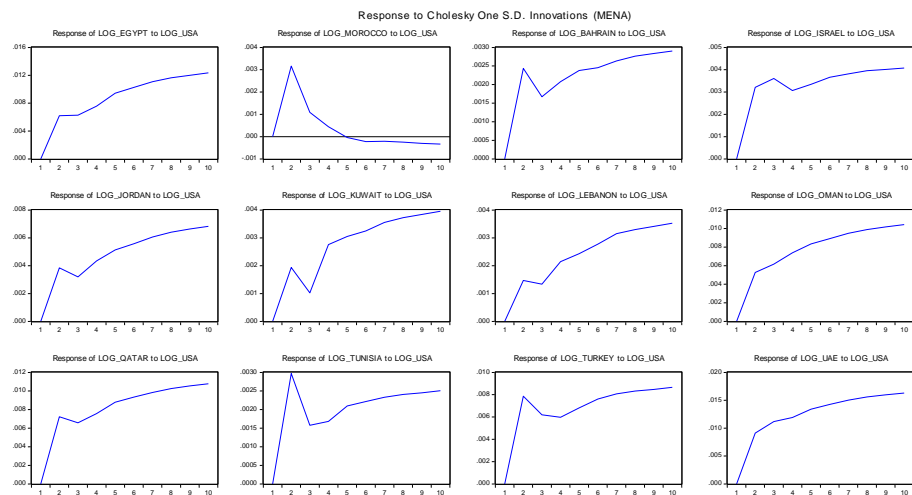 Response to Cholesky One S.D. Innovations (MENA)
Response of LOG_EGYPT to LOG_USA
.016
.012
.008
.004
.000
1 2 3 4 5 6 7 8 9 10
Response of LOG_MOROCCO to LOG_USA
.004
.003
.002
.001
.000
-.001
1 2 3 4 5 6 7 8 9 10
Response of LOG_BAHRAIN to LOG_USA
.0030
.0025
.0020
.0015
.0010
.0005
.0000
1 2 3 4 5 6 7 8 9 10
Response of LOG_ISRAEL to LOG_USA
.005
.004
.003
.002
.001
.000
1 2 3 4 5 6 7 8 9 10
Response of LOG_JORDAN to LOG_USA
.008
.006
.004
.002
.000
1 2 3 4 5 6 7 8 9 10
Response of LOG_KUWAIT to LOG_USA
.004
.003
.002
.001
.000
1 2 3 4 5 6 7 8 9 10
Response of LOG_LEBANON to LOG_USA
.004
.003
.002
.001
.000
1 2 3 4 5 6 7 8 9 10
Response of LOG_OMAN to LOG_USA
.012
.010
.008
.006
.004
.002
.000
1 2 3 4 5 6 7 8 9 10
Response of LOG_QATAR to LOG_USA
.012
.010
.008
.006
.004
.002
.000
1 2 3 4 5 6 7 8 9 10
Response of LOG_TUNISIA to LOG_USA
.0030
.0025
.0020
.0015
.0010
.0005
.0000
1 2 3 4 5 6 7 8 9 10
Response of LOG_TURKEY to LOG_USA
.010
.008
.006
.004
.002
.000
1 2 3 4 5 6 7 8 9 10
Response of LOG_UAE to LOG_USA
.020
.015
.010
.005
.000
1 2 3 4 5 6 7 8 9 10